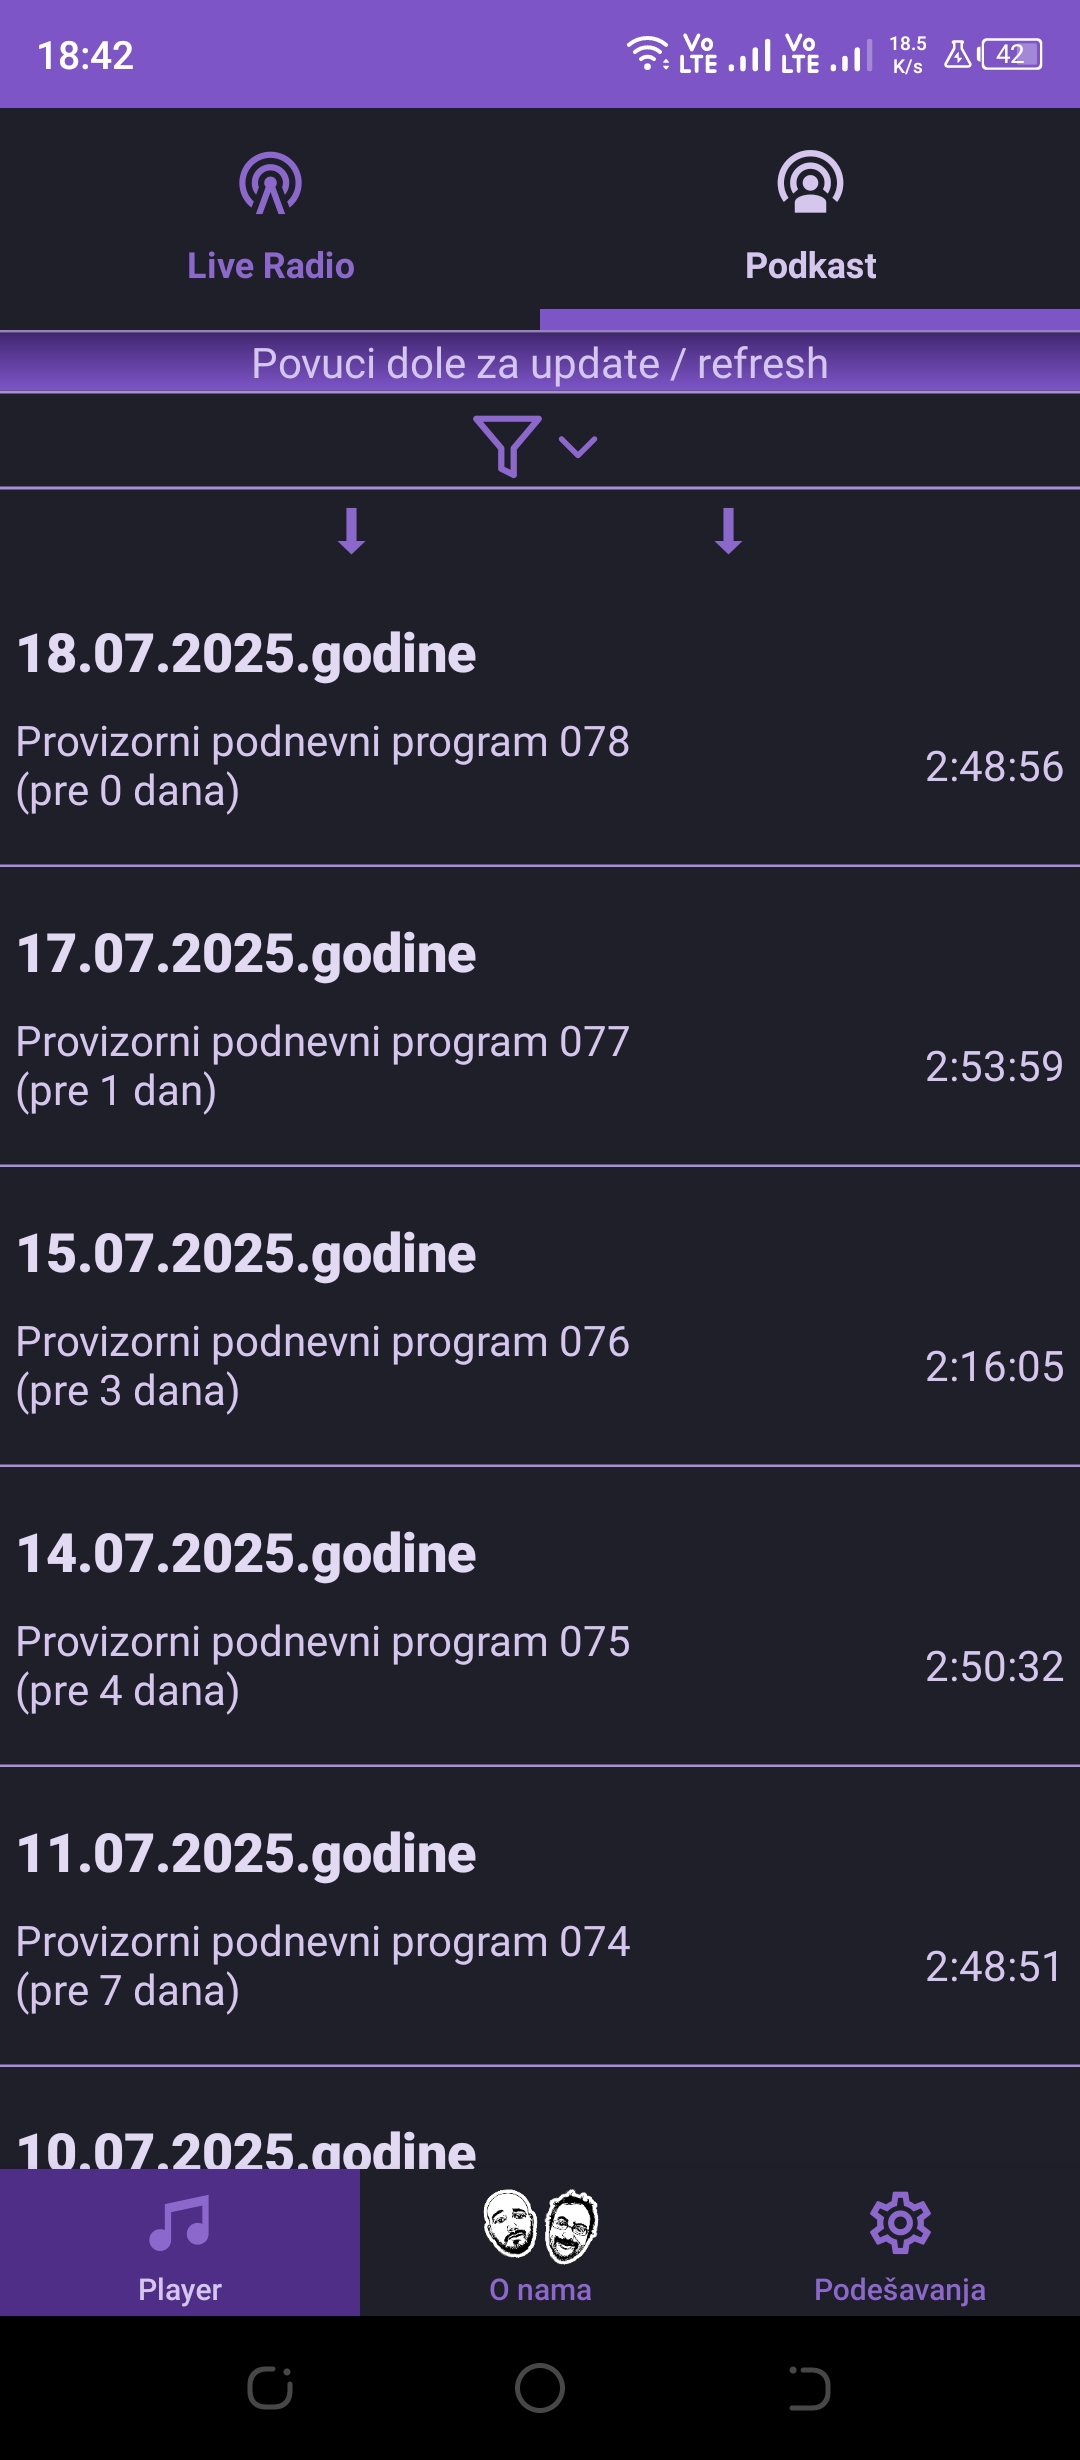 18:42
Vo LTE Vo LTE 18.5 K/s 42
Live Radio
Podkast
Povuci dole za update / refresh
18.07.2025.godine
Provizorni podnevni program 078
(pre 0 dana)
2:48:56
17.07.2025.godine
Provizorni podnevni program 077
(pre 1 dan)
2:53:59
15.07.2025.godine
Provizorni podnevni program 076
(pre 3 dana)
2:16:05
14.07.2025.godine
Provizorni podnevni program 075
(pre 4 dana)
2:50:32
11.07.2025.godine
Provizorni podnevni program 074
(pre 7 dana)
2:48:51
10.07.2025.godine
Player
O nama
Podešavanja